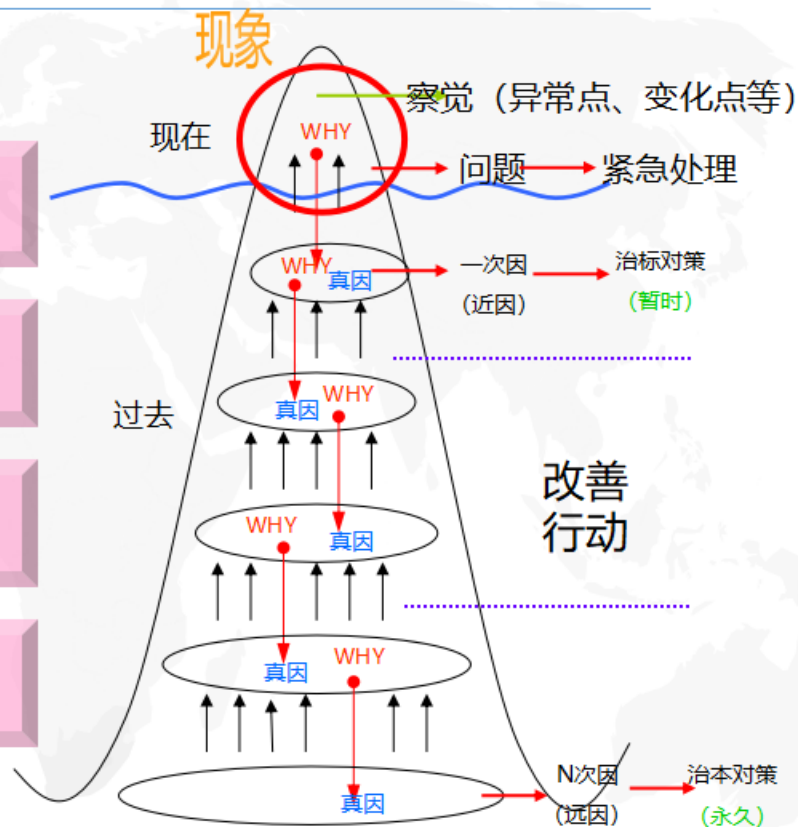 现象
察觉（异常点、变化点等）
现在
WHY
问题
紧急处理
WHY
真因
一次因
（近因）
治标对策
（暂时）
过去
真因
WHY
WHY
真因
改善
行动
真因
WHY
真因
N次因
（远因）
治本对策
（永久）